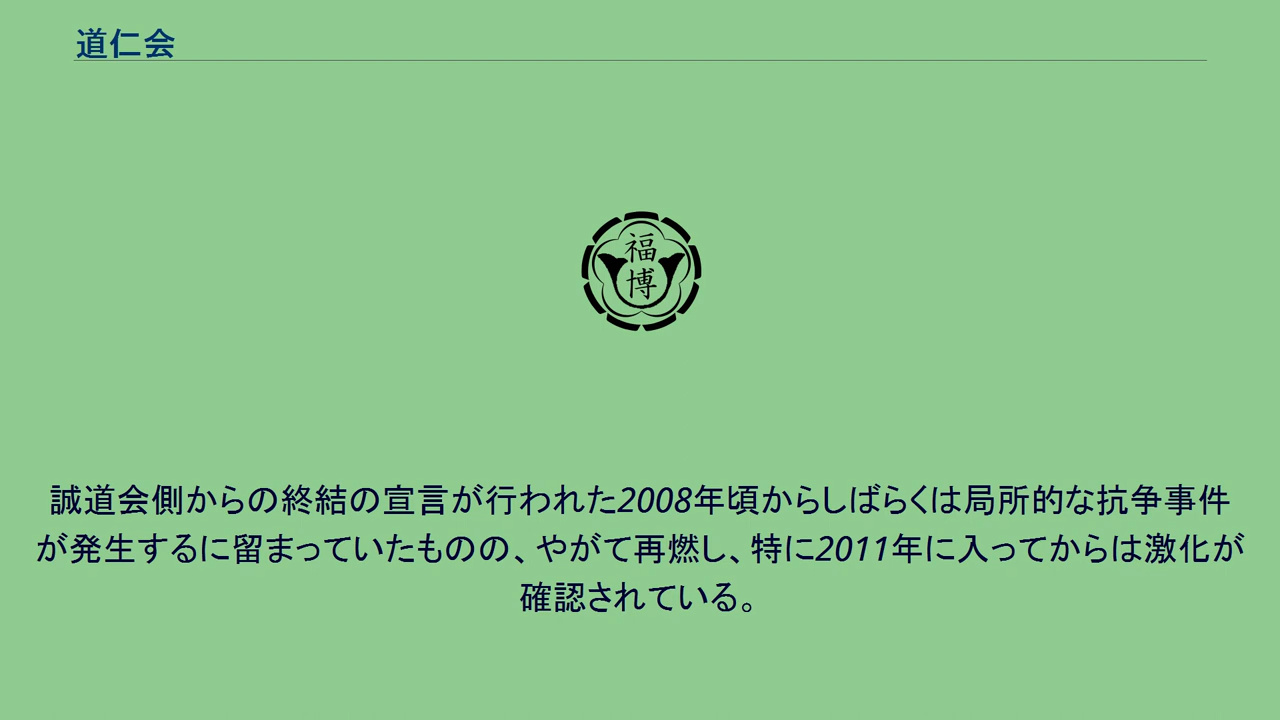 道仁会
福
博
誠道会側からの終結の宣言が行われた2008年頃からしばらくは局所的な抗争事件
が発生するに留まっていたものの、やがて再燃し、特に2011年に入ってからは激化が
確認されている。